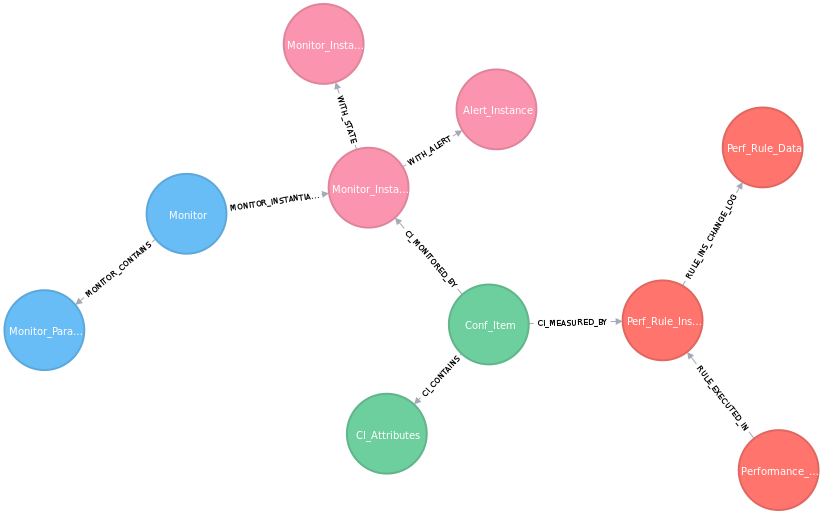 Monitor_Insta...
WITH_STATE
Alert_Instance
WITH_ALERT
Perf_Rule_Data
Monitor_Insta...
MONITOR_INSTANTIA...
Monitor
RULE_INS_CHANGE_LOG
CI_MONITORED_BY
MONITOR_CONTAINS
Monitor_Para...
Conf_Item
CI_MEASURED_BY
Perf_Rule_Ins...
CI_CONTAINS
RULE_EXECUTED_IN
CI_Attributes
Performance_...